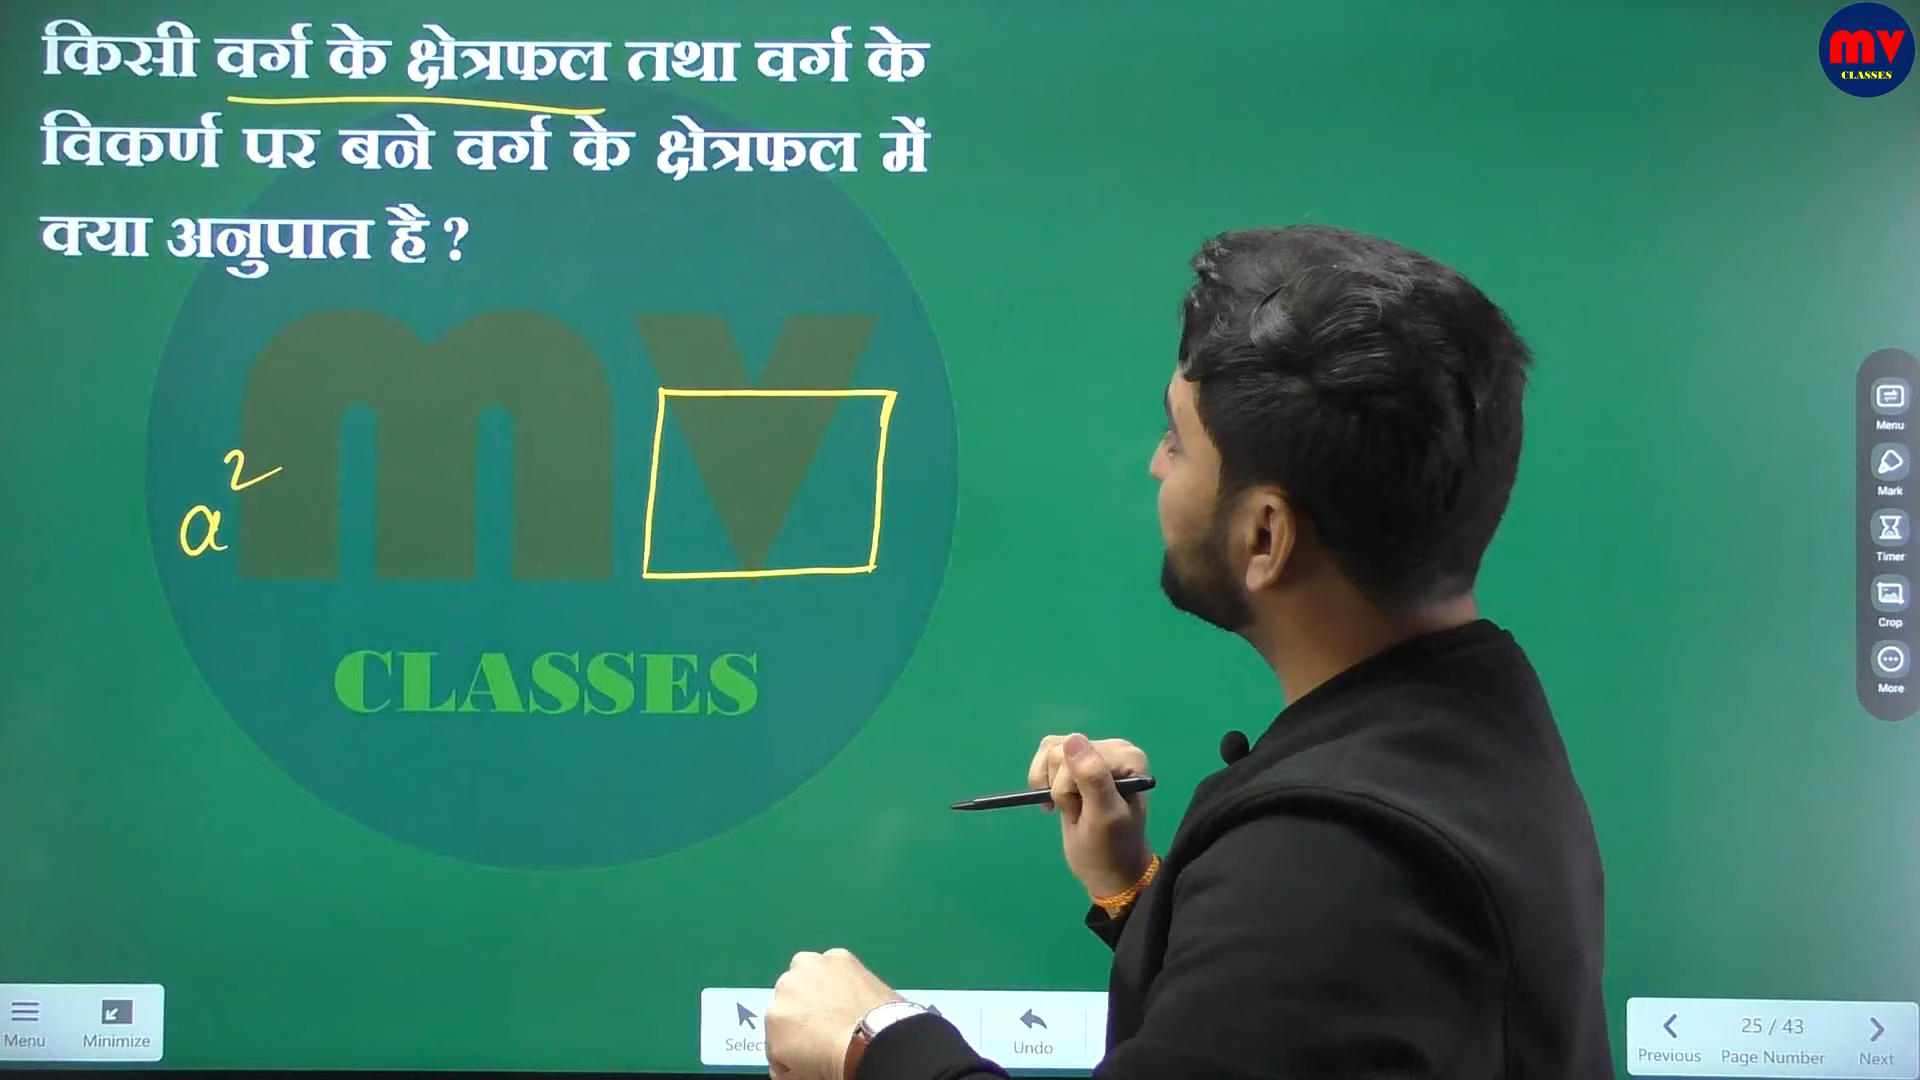 किसी वर्ग के क्षेत्रफल तथा वर्ग के
विकर्ण पर बने वर्ग के क्षेत्रफल में
क्या अनुपात है ?
mv
CLASSES
a²
mv
CLASSES
Menu
Mark
Timer
Crop
More
Menu
Minimize
Select
Undo
25 / 43
Previous
Page Number
Next